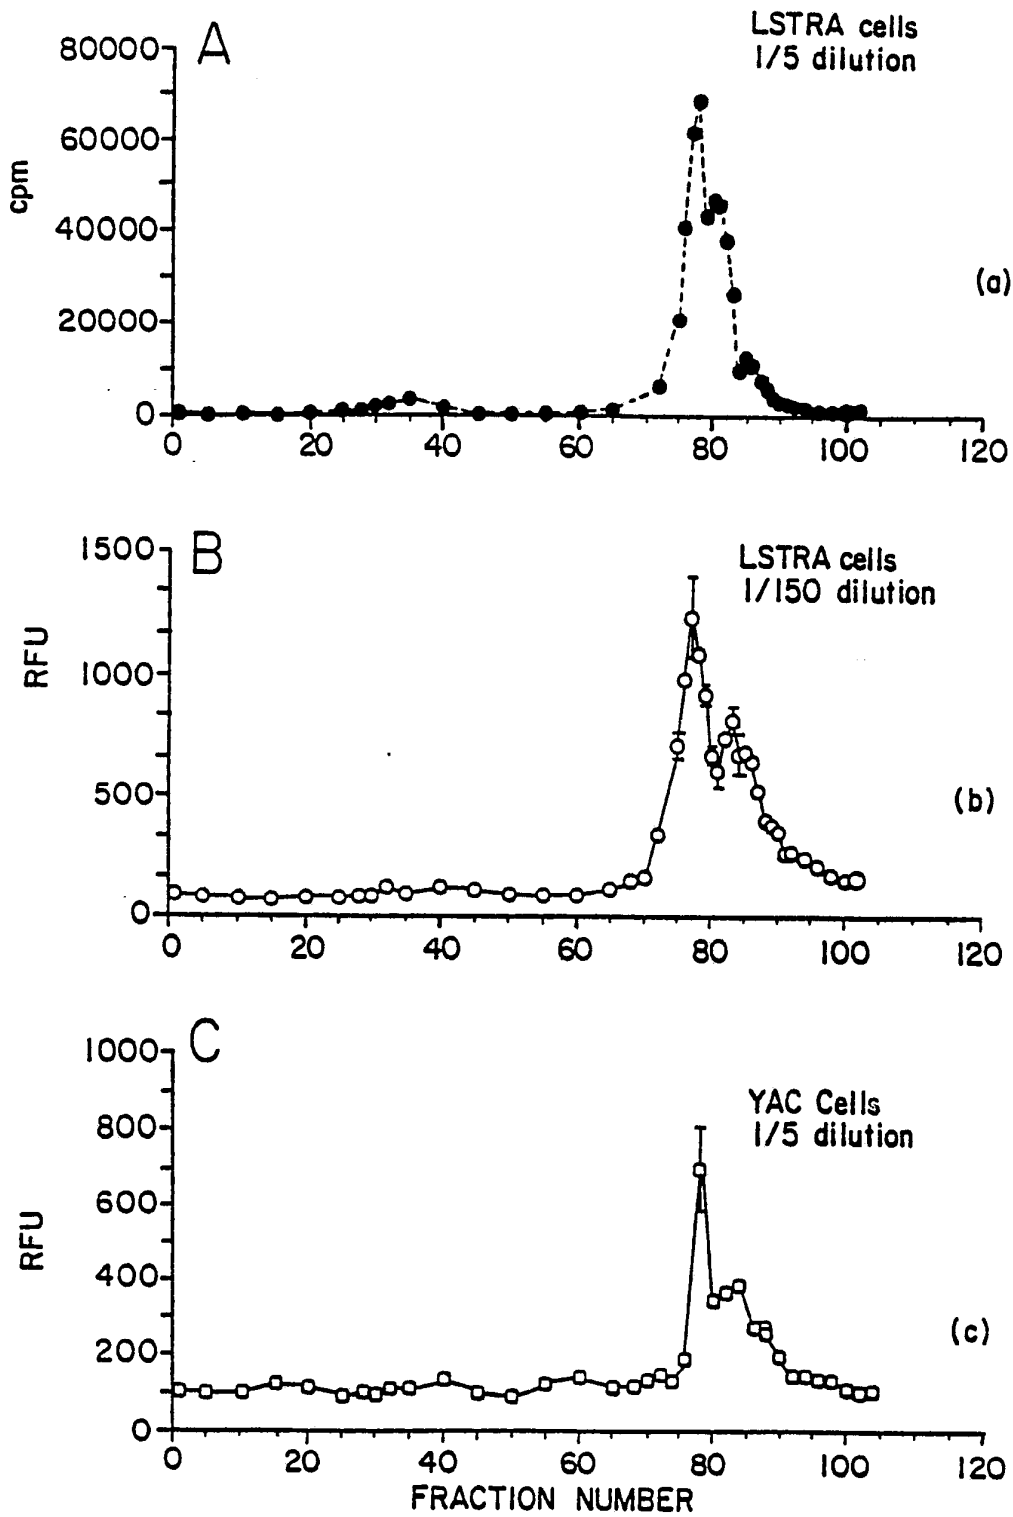 A
LSTRA cells
1/5 dilution
80000
60000
40000
20000
0
cpm
(a)
0 20 40 60 80 100 120
B
LSTRA cells
1/150 dilution
1500
1000
500
0
RFU
(b)
0 20 40 60 80 100 120
C
YAC Cells
1/5 dilution
1000
800
600
400
200
0
RFU
(c)
0 20 40 60 80 100 120
FRACTION NUMBER